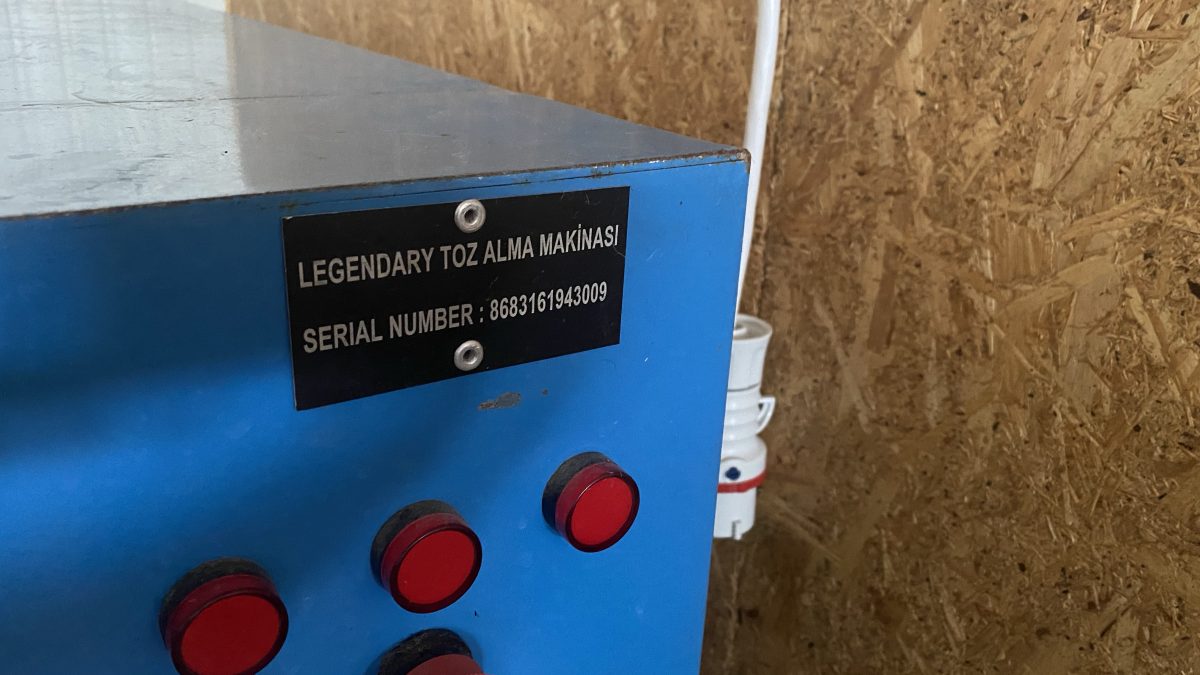 LEGENDARY TOZ ALMA MAKİNASI
SERIAL NUMBER : 8683161943009